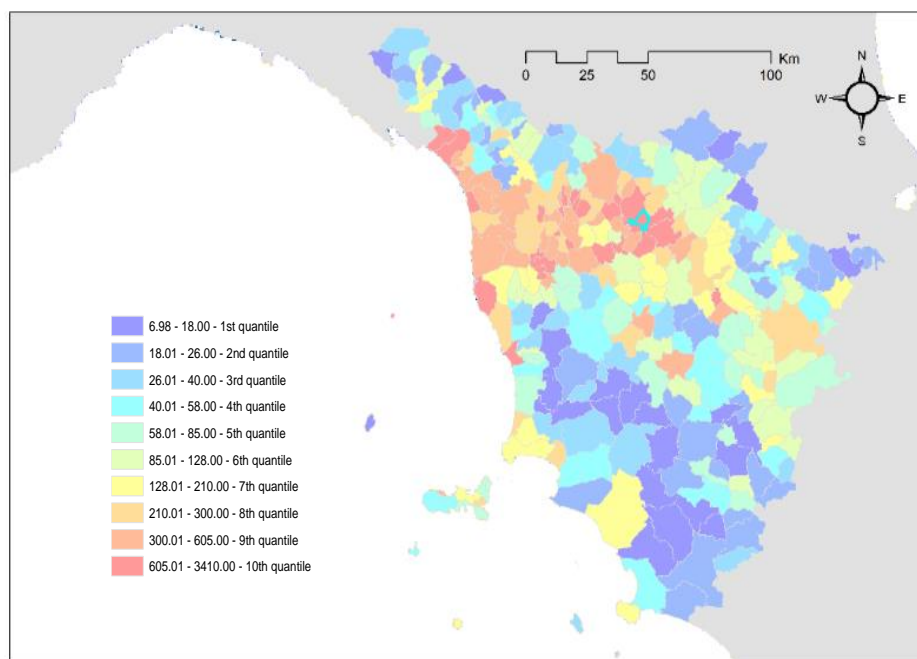 Km
0 25 50 100
N
W E
S
6.98 - 18.00 - 1st quantile
18.01 - 26.00 - 2nd quantile
26.01 - 40.00 - 3rd quantile
40.01 - 58.00 - 4th quantile
58.01 - 85.00 - 5th quantile
85.01 - 128.00 - 6th quantile
128.01 - 210.00 - 7th quantile
210.01 - 300.00 - 8th quantile
300.01 - 605.00 - 9th quantile
605.01 - 3410.00 - 10th quantile